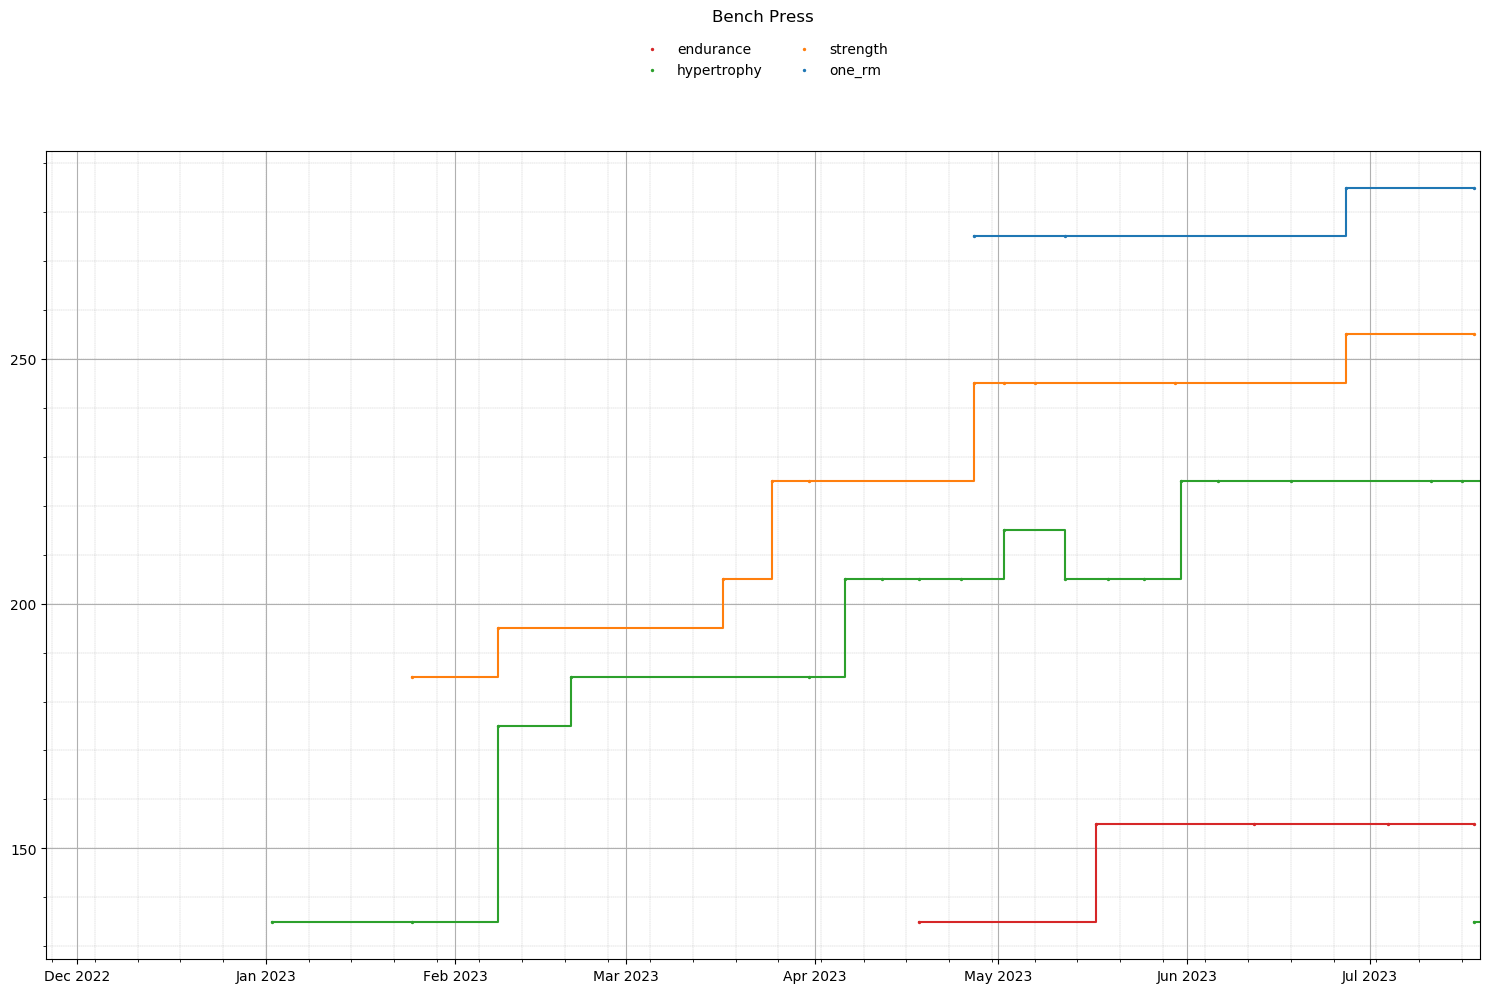 Bench Press
endurance strength
hypertrophy one_rm
250
200
150
Dec 2022 Jan 2023 Feb 2023 Mar 2023 Apr 2023 May 2023 Jun 2023 Jul 2023